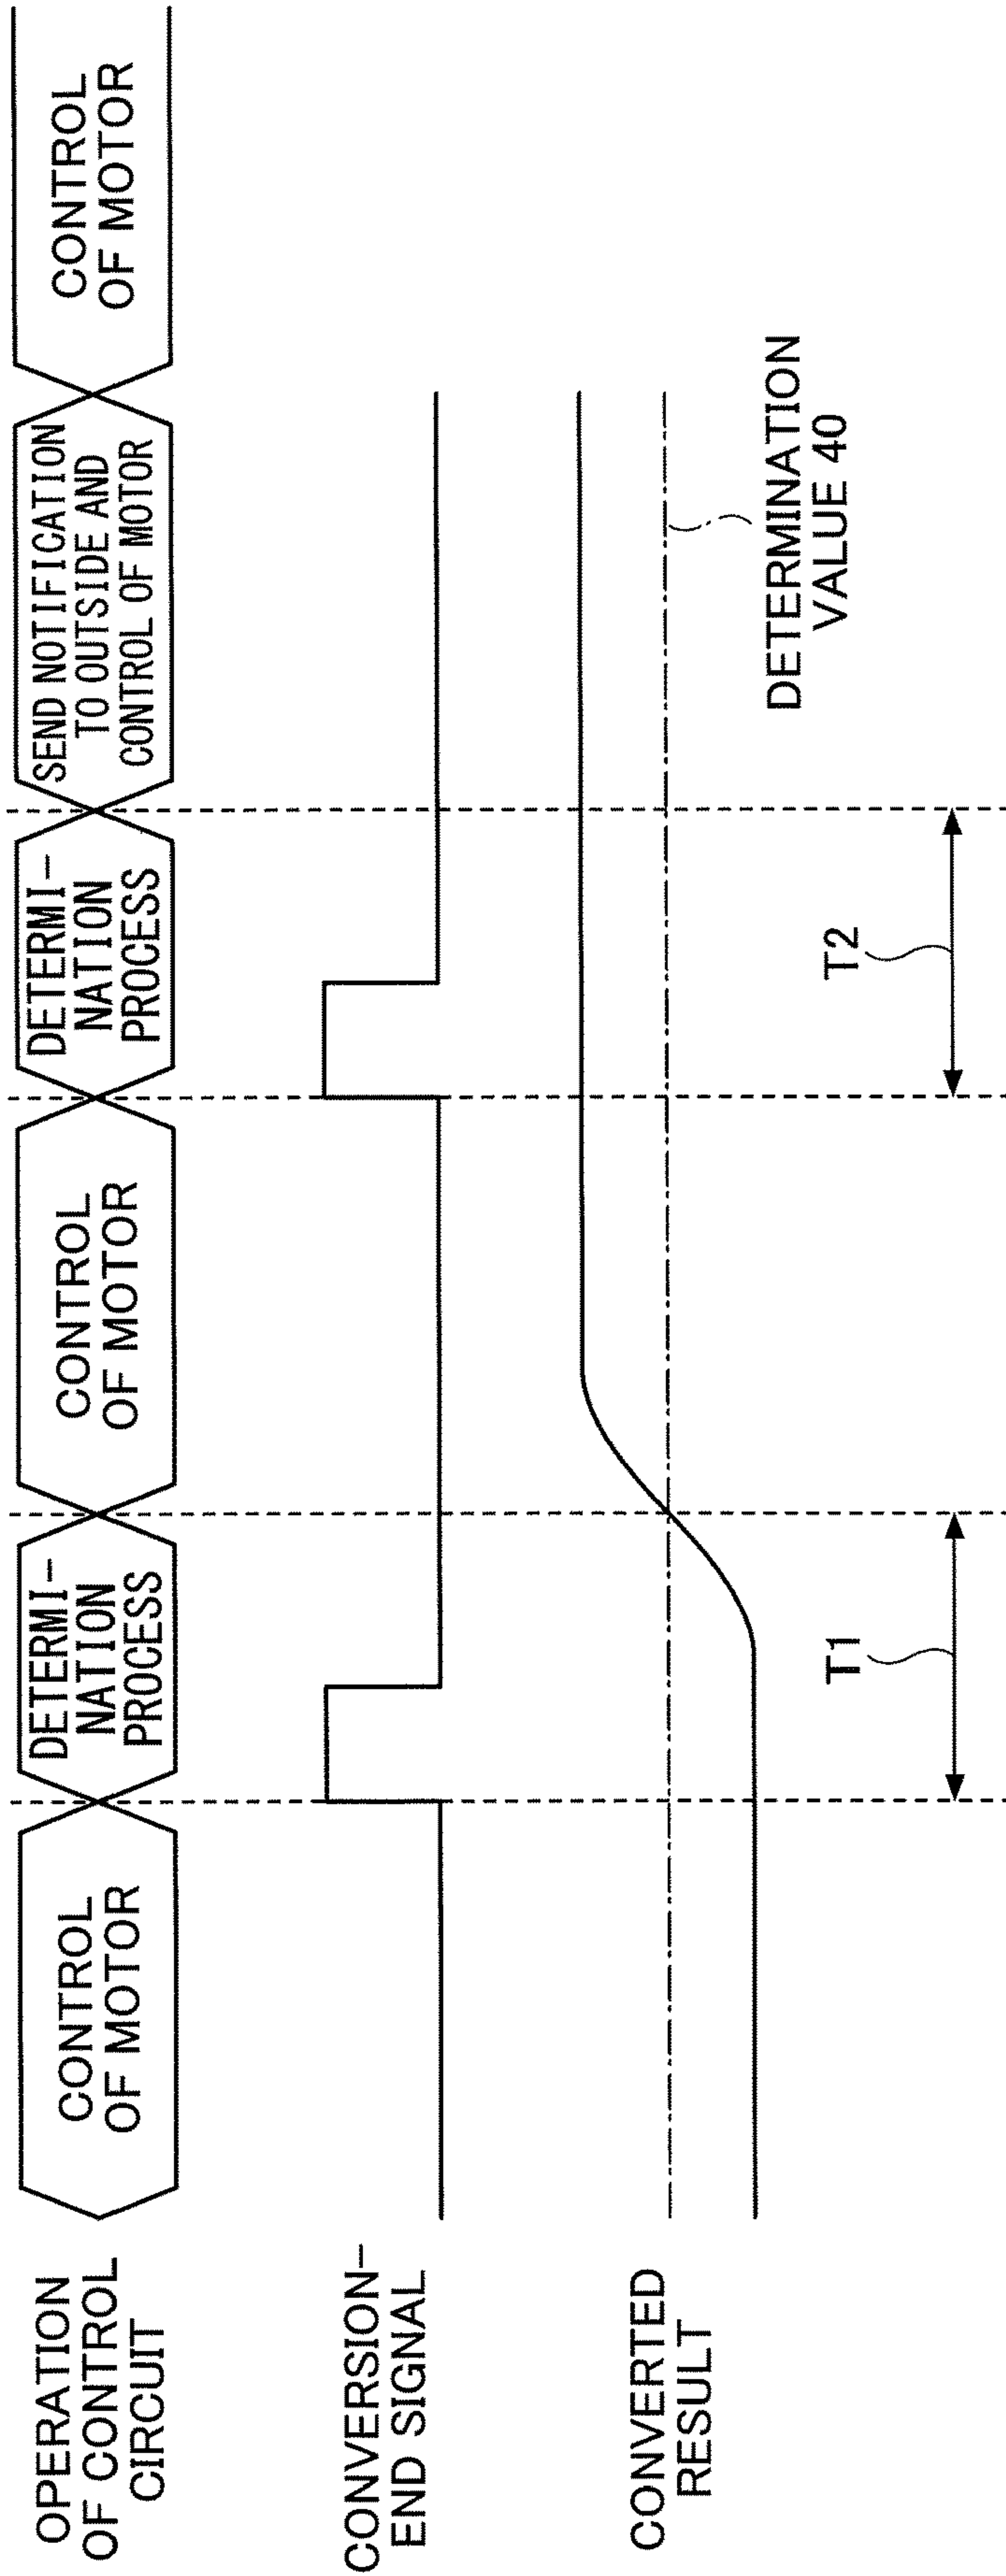 OPERATION
OF CONTROL
CIRCUIT
CONTROL
OF MOTOR
DETERMI-
NATION
PROCESS
CONTROL
OF MOTOR
DETERMI-
NATION
PROCESS
SEND NOTIFICATION
TO OUTSIDE AND
CONTROL OF MOTOR
CONTROL
OF MOTOR
CONVERSION-
END SIGNAL
CONVERTED
RESULT
DETERMINATION
VALUE 40
T1
T2